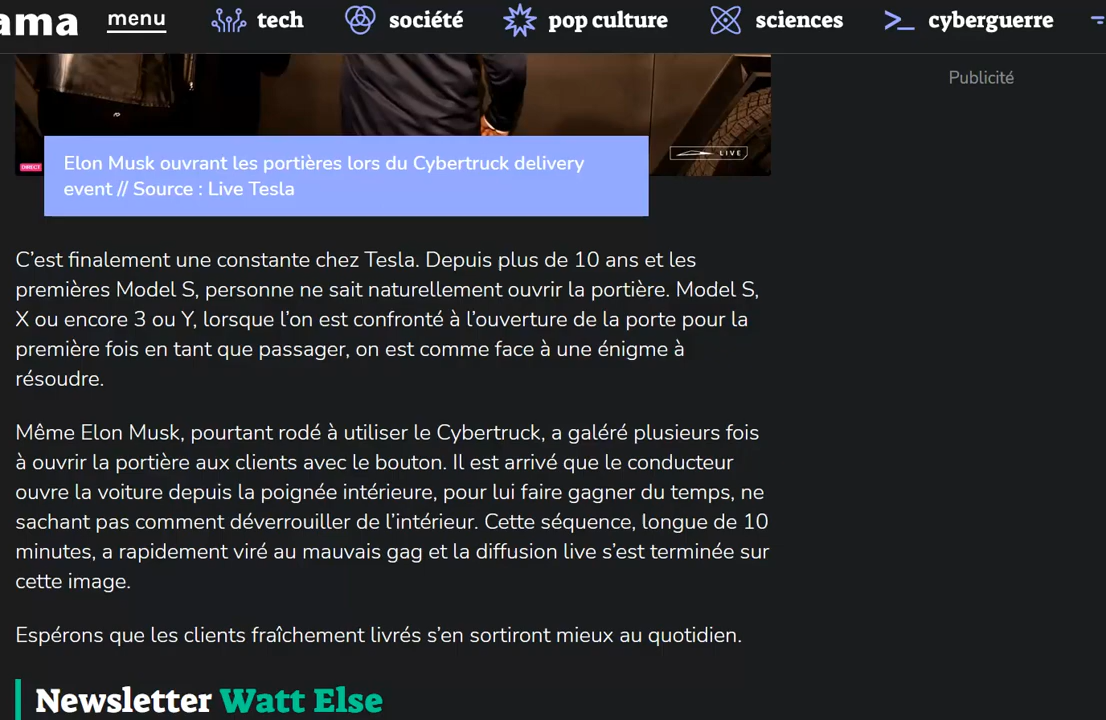 ama menu tech société pop culture sciences cyberguerre
Publicité
DIRECT
LIVE
Elon Musk ouvrant les portières lors du Cybertruck delivery
event // Source : Live Tesla
C’est finalement une constante chez Tesla. Depuis plus de 10 ans et les
premières Model S, personne ne sait naturellement ouvrir la portière. Model S,
X ou encore 3 ou Y, lorsque l’on est confronté à l’ouverture de la porte pour la
première fois en tant que passager, on est comme face à une énigme à
résoudre.
Même Elon Musk, pourtant rodé à utiliser le Cybertruck, a galéré plusieurs fois
à ouvrir la portière aux clients avec le bouton. Il est arrivé que le conducteur
ouvre la voiture depuis la poignée intérieure, pour lui faire gagner du temps, ne
sachant pas comment déverrouiller de l’intérieur. Cette séquence, longue de 10
minutes, a rapidement viré au mauvais gag et la diffusion live s’est terminée sur
cette image.
Espérons que les clients fraîchement livrés s’en sortiront mieux au quotidien.
Newsletter Watt Else